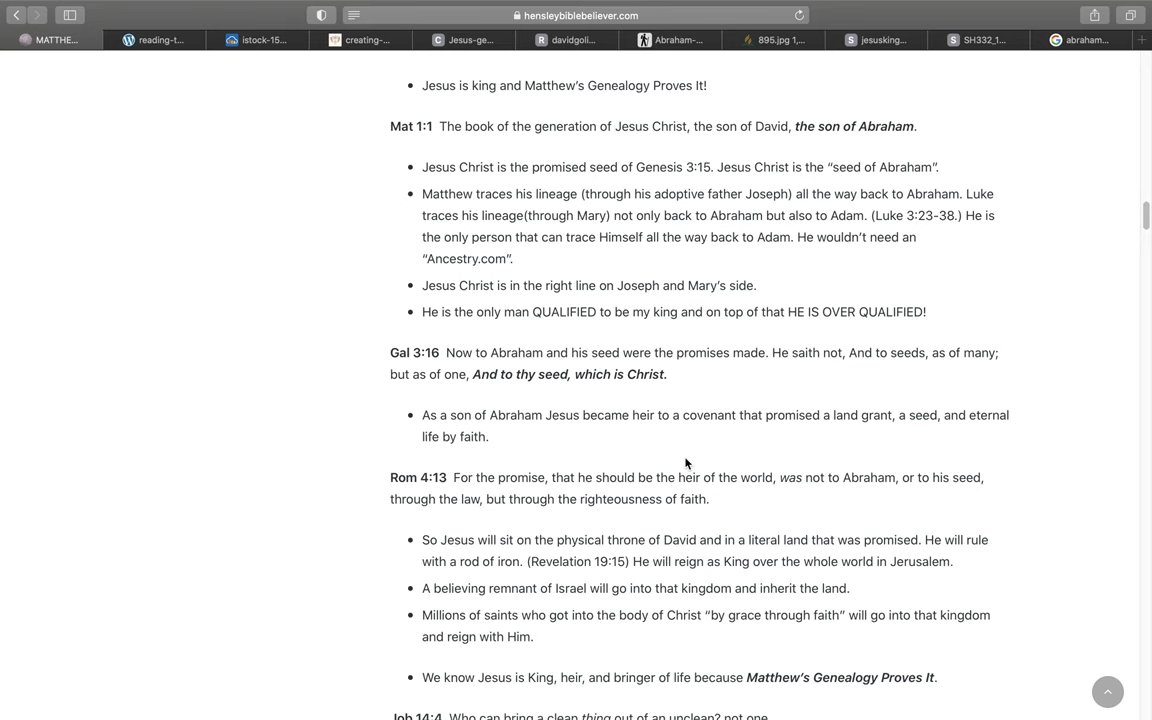 hensleybiblebeliever.com
MATTHE...
reading-t...
istock-15...
creating-...
Jesus-ge...
davidgoli...
Abraham-...
895.jpg 1,...
jesusking...
SH332_1...
abraham...
• Jesus is king and Matthew's Genealogy Proves It!
Mat 1:1 The book of the generation of Jesus Christ, the son of David, the son of Abraham.
• Jesus Christ is the promised seed of Genesis 3:15. Jesus Christ is the “seed of Abraham”.
• Matthew traces his lineage (through his adoptive father Joseph) all the way back to Abraham. Luke
traces his lineage(through Mary) not only back to Abraham but also to Adam. (Luke 3:23-38.) He is
the only person that can trace Himself all the way back to Adam. He wouldn't need an
“Ancestry.com”.
• Jesus Christ is in the right line on Joseph and Mary's side.
• He is the only man QUALIFIED to be my king and on top of that HE IS OVER QUALIFIED!
Gal 3:16 Now to Abraham and his seed were the promises made. He saith not, And to seeds, as of many;
but as of one, And to thy seed, which is Christ.
• As a son of Abraham Jesus became heir to a covenant that promised a land grant, a seed, and eternal
life by faith.
Rom 4:13 For the promise, that he should be the heir of the world, was not to Abraham, or to his seed,
through the law, but through the righteousness of faith.
• So Jesus will sit on the physical throne of David and in a literal land that was promised. He will rule
with a rod of iron. (Revelation 19:15) He will reign as King over the whole world in Jerusalem.
• A believing remnant of Israel will go into that kingdom and inherit the land.
• Millions of saints who got into the body of Christ “by grace through faith” will go into that kingdom
and reign with Him.
• We know Jesus is King, heir, and bringer of life because Matthew's Genealogy Proves It.
Job 14:4 Who can bring a clean thing out of an unclean? not one.